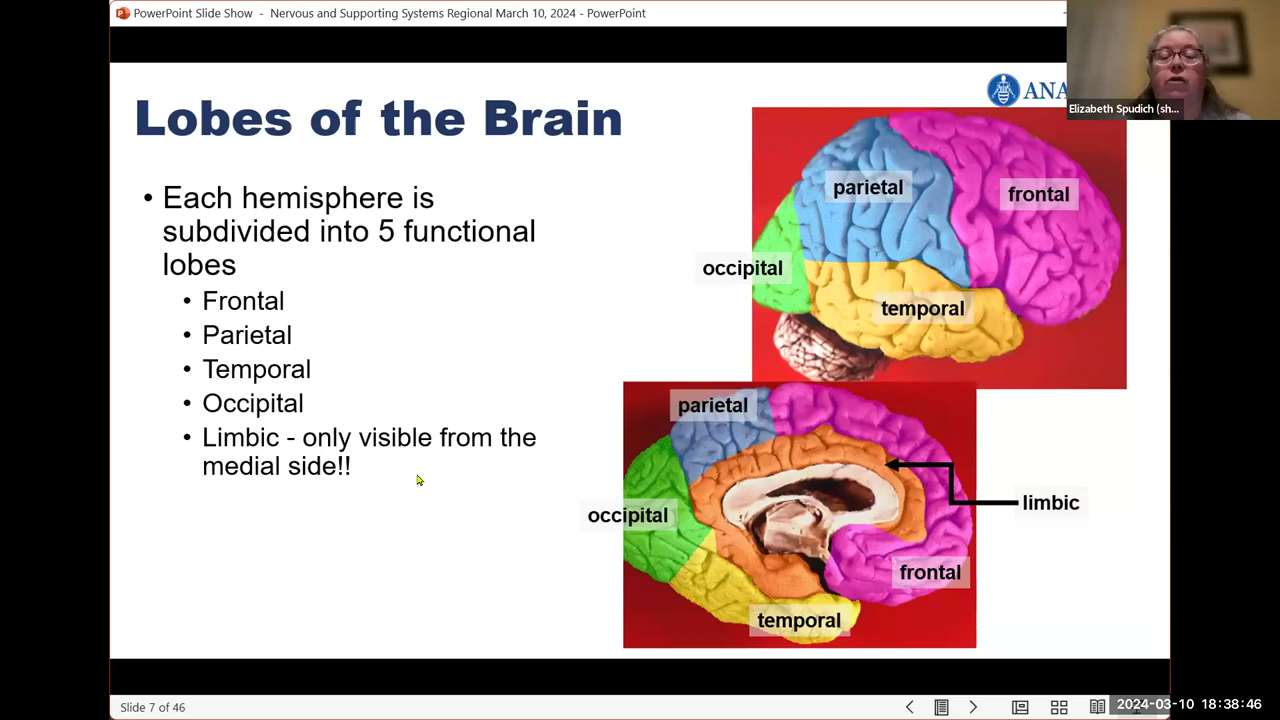 PowerPoint Slide Show - Nervous and Supporting Systems Regional March 10, 2024 - PowerPoint
ANA
Elizabeth Spudich (sh...
Lobes of the Brain
• Each hemisphere is
subdivided into 5 functional
lobes
• Frontal
• Parietal
• Temporal
• Occipital
• Limbic - only visible from the
medial side!!
parietal
frontal
occipital
temporal
parietal
limbic
occipital
frontal
temporal
Slide 7 of 46
2024-03-10 18:38:46